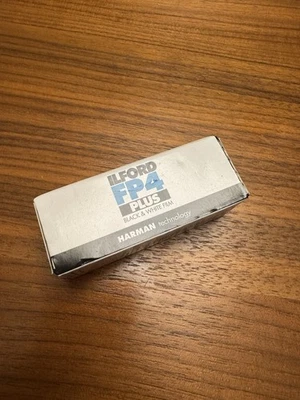 ILFORD
FP4
PLUS
BLACK & WHITE FILM
HARMAN technology